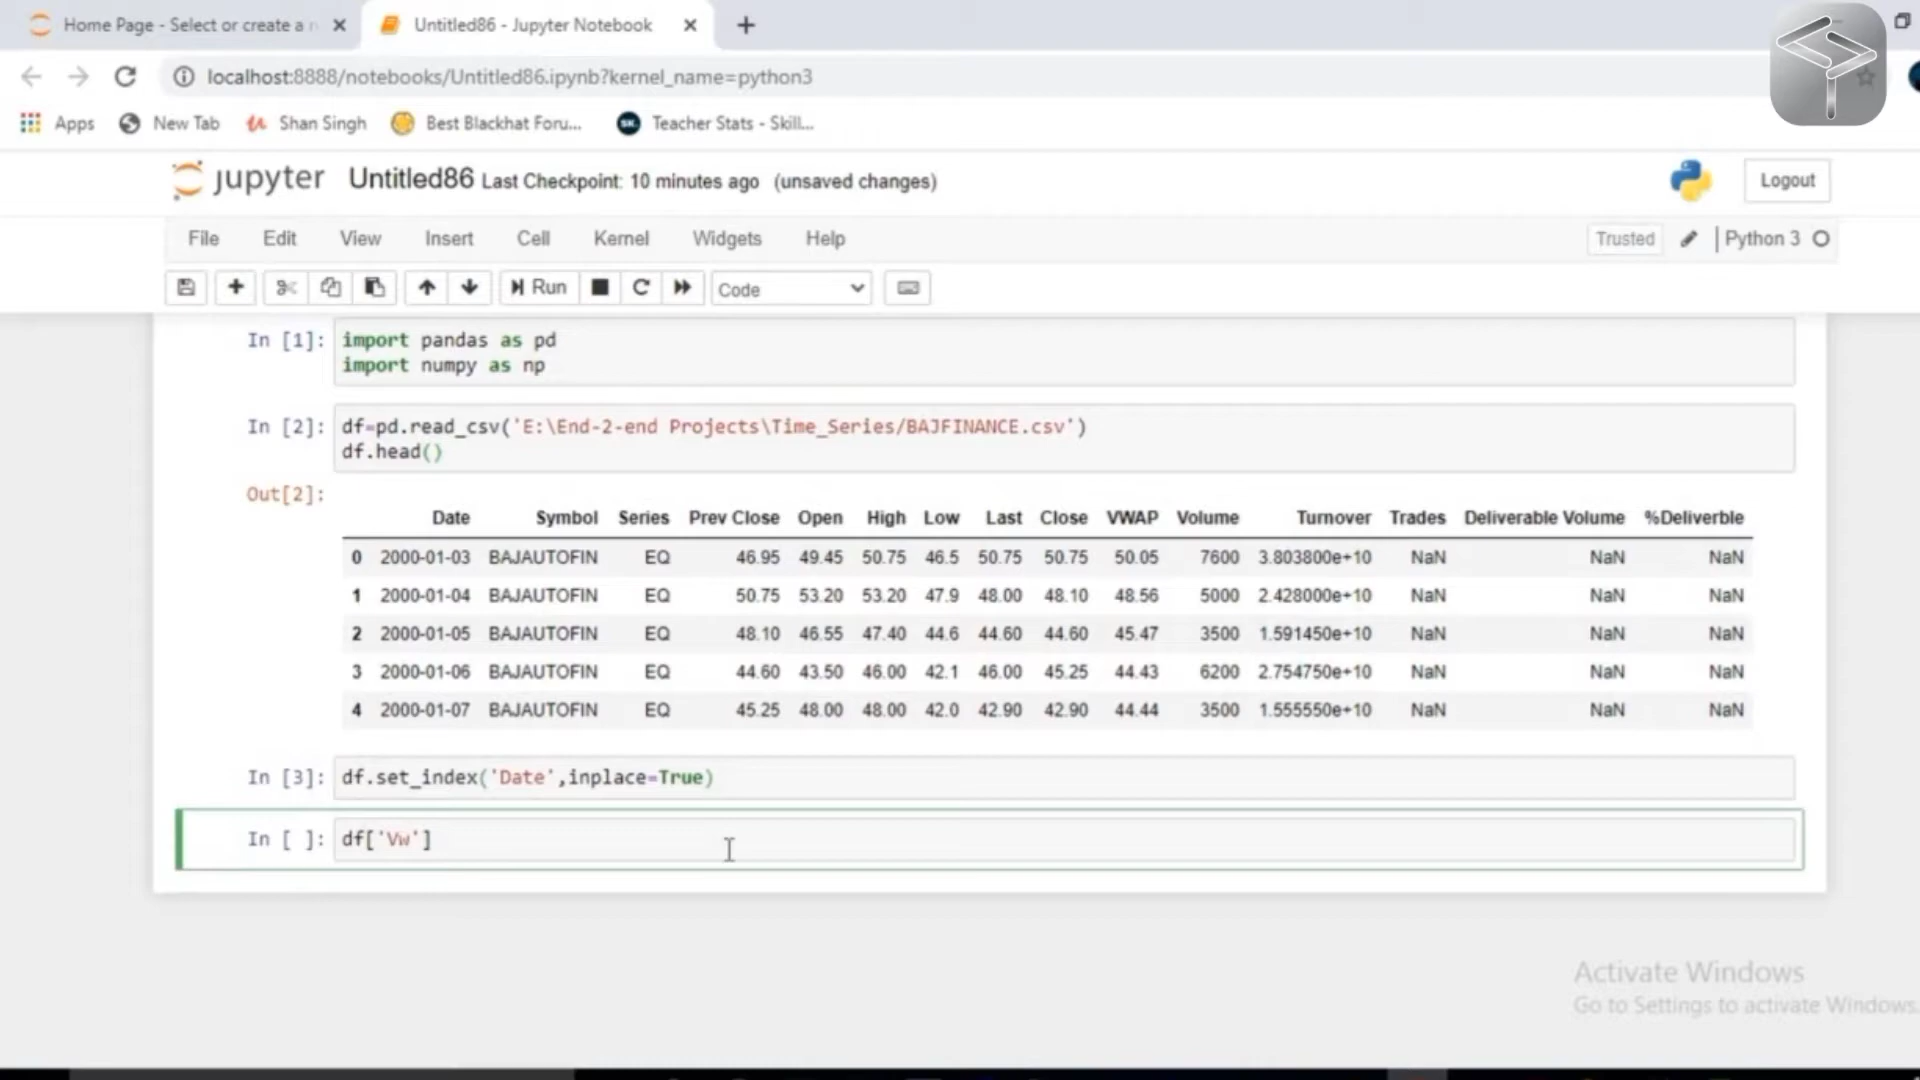 Home Page - Select or create a n
Untitled86 - Jupyter Notebook
localhost:8888/notebooks/Untitled86.ipynb?kernel_name=python3
Apps New Tab Shan Singh Best Blackhat Foru... Teacher Stats - Skill...
jupyter Untitled86 Last Checkpoint: 10 minutes ago (unsaved changes) Logout
File Edit View Insert Cell Kernel Widgets Help Trusted Python 3
Run Code
In [1]: import pandas as pd
import numpy as np
In [2]: df=pd.read_csv('E:\End-2-end Projects\Time_Series/BAJFINANCE.csv')
df.head()
Out[2]:
Date Symbol Series Prev Close Open High Low Last Close VWAP Volume Turnover Trades Deliverable Volume %Deliverble
0 2000-01-03 BAJAUTOFIN EQ 46.95 49.45 50.75 46.5 50.75 50.75 50.05 7600 3.803800e+10 NaN NaN NaN
1 2000-01-04 BAJAUTOFIN EQ 50.75 53.20 53.20 47.9 48.00 48.10 48.56 5000 2.428000e+10 NaN NaN NaN
2 2000-01-05 BAJAUTOFIN EQ 48.10 46.55 47.40 44.6 44.60 44.60 45.47 3500 1.591450e+10 NaN NaN NaN
3 2000-01-06 BAJAUTOFIN EQ 44.60 43.50 46.00 42.1 46.00 45.25 44.43 6200 2.754750e+10 NaN NaN NaN
4 2000-01-07 BAJAUTOFIN EQ 45.25 48.00 48.00 42.0 42.90 42.90 44.44 3500 1.555550e+10 NaN NaN NaN
In [3]: df.set_index('Date',inplace=True)
In [ ]: df['Vw']
Activate Windows
Go to Settings to activate Windows.